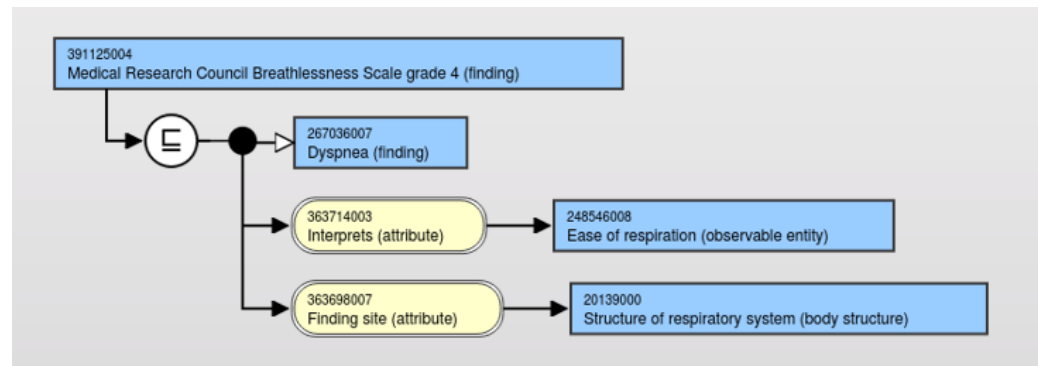 391125004
Medical Research Council Breathlessness Scale grade 4 (finding)
⊑
267036007
Dyspnea (finding)
363714003
Interprets (attribute)
248546008
Ease of respiration (observable entity)
363698007
Finding site (attribute)
20139000
Structure of respiratory system (body structure)